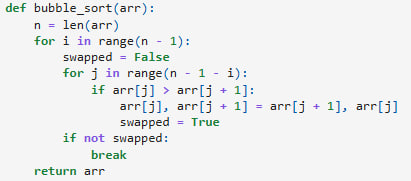 def bubble_sort(arr):
    n = len(arr)
    for i in range(n - 1):
        swapped = False
        for j in range(n - 1 - i):
            if arr[j] > arr[j + 1]:
                arr[j], arr[j + 1] = arr[j + 1], arr[j]
                swapped = True
        if not swapped:
            break
    return arr